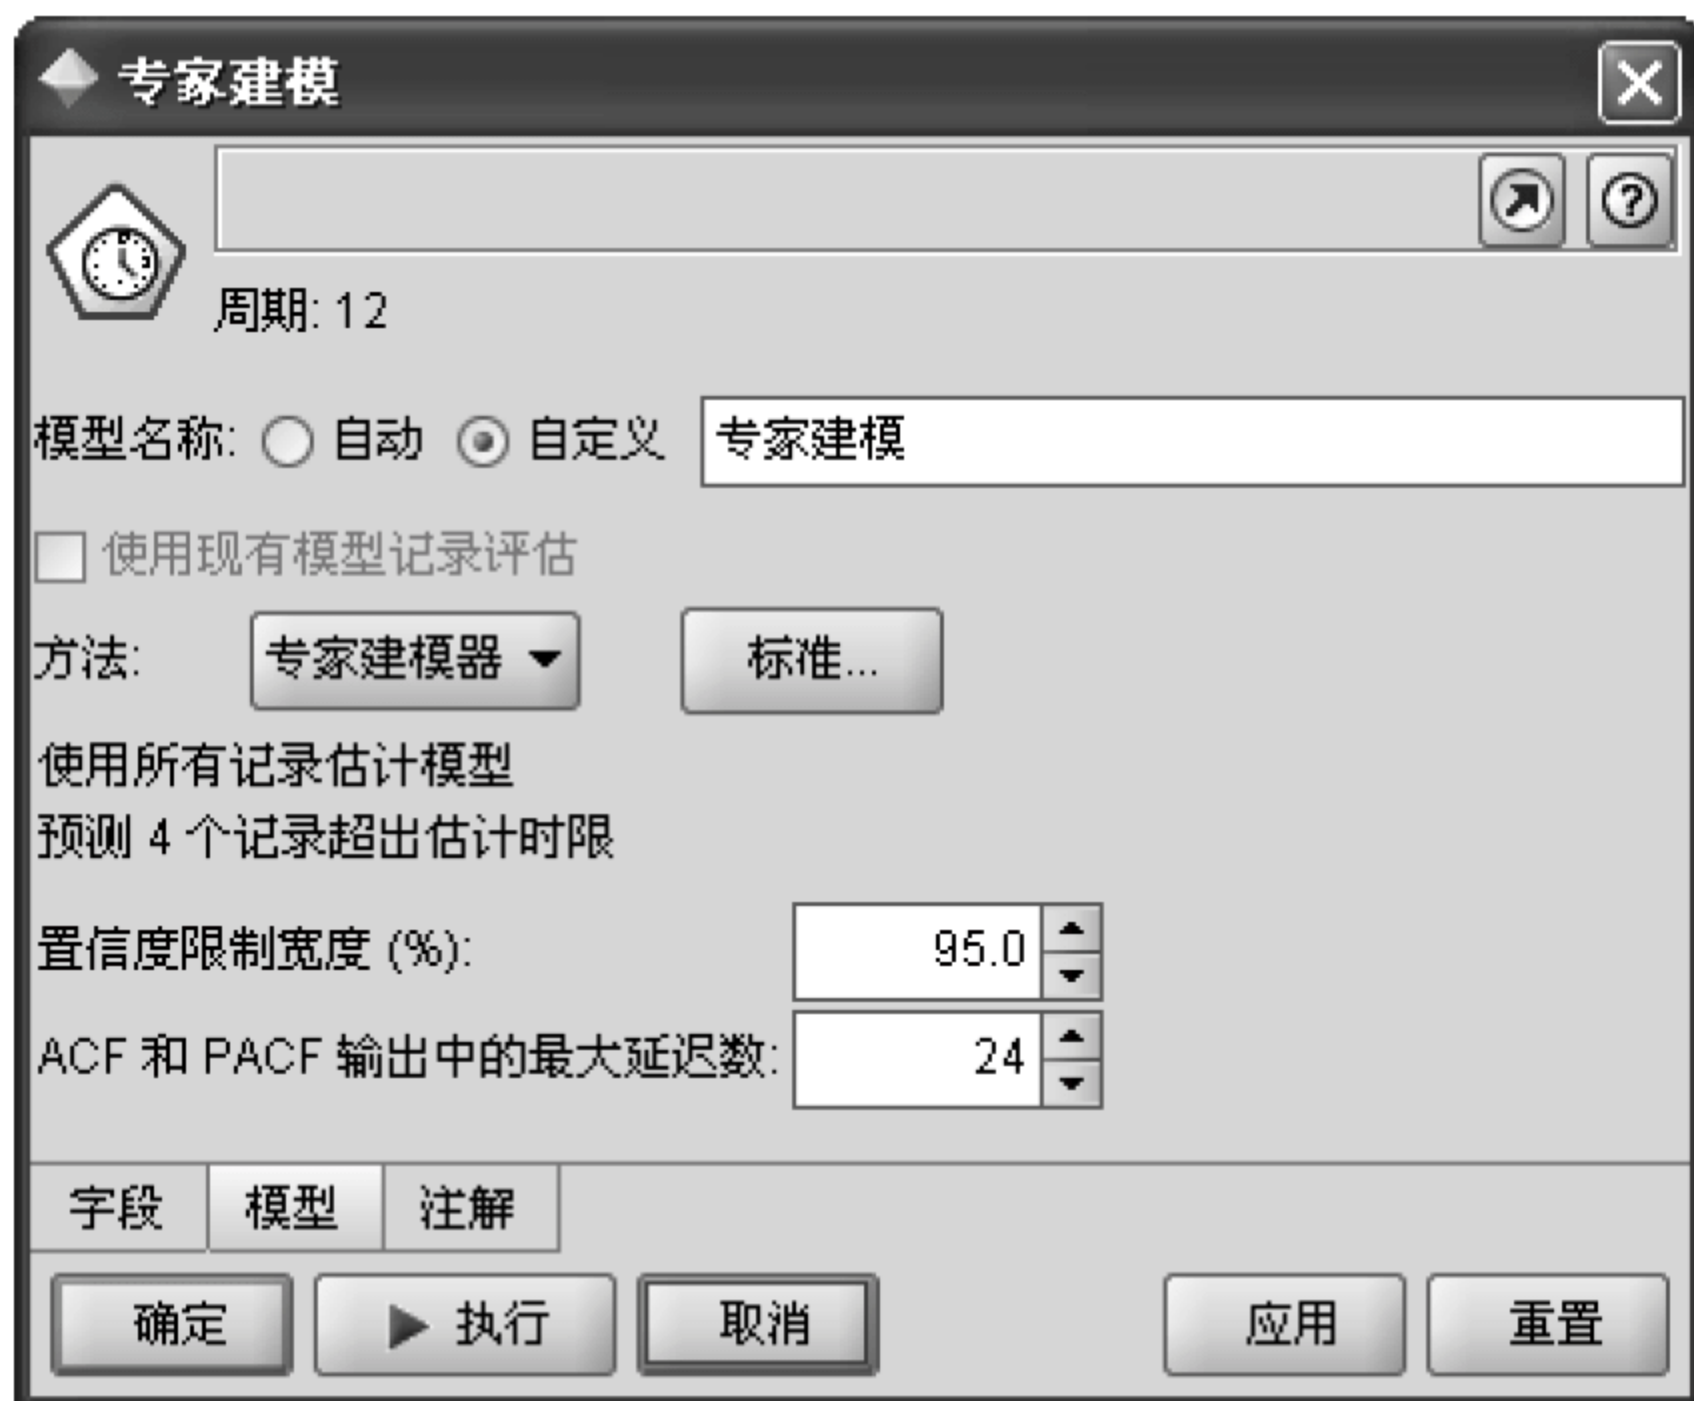 专家建模
周期: 12
模型名称: 自动 自定义 专家建模
使用现有模型记录评估
方法: 专家建模器 标准...
使用所有记录估计模型
预测 4 个记录超出估计时限
置信度限制宽度 (%): 95.0
ACF 和 PACF 输出中的最大延迟数: 24
字段 模型 注解
确定 执行 取消 应用 重置